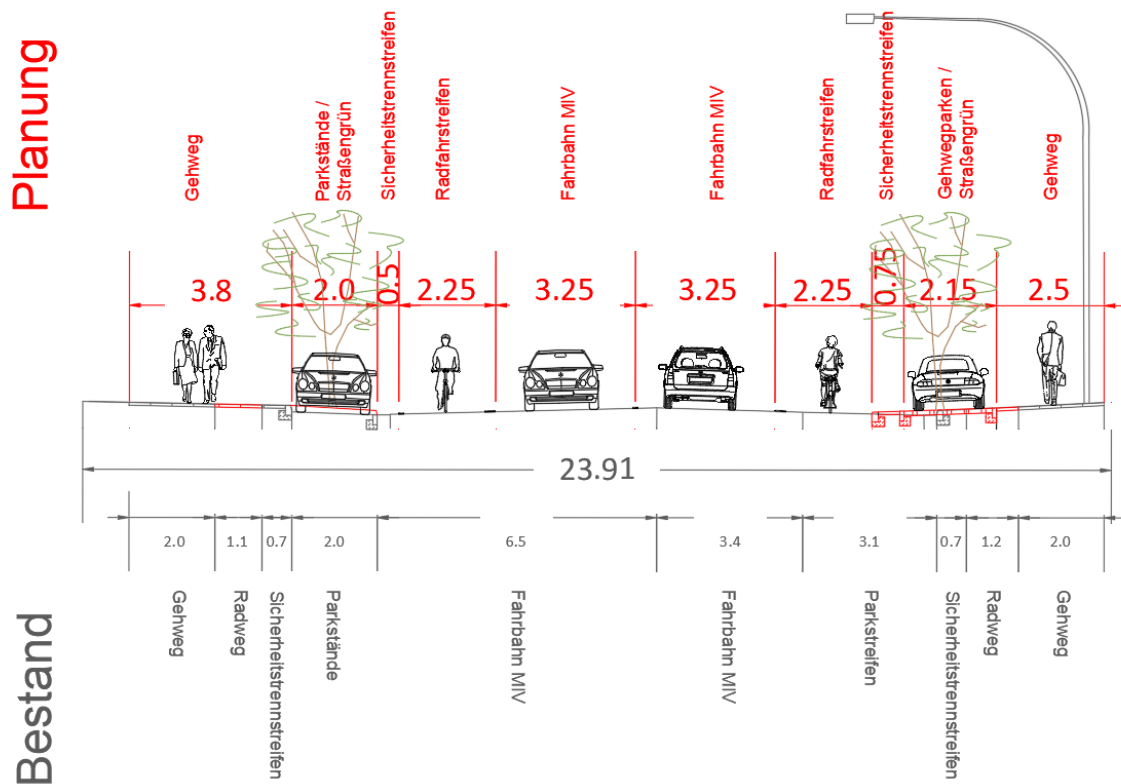 Planung
Gehweg
Parkstände /
Straßengrün
Sicherheitstrennstreifen
Radfahrstreifen
Fahrbahn MIV
Fahrbahn MIV
Radfahrstreifen
Sicherheitstrennstreifen
Gehwegparken /
Straßengrün
Gehweg
3.8
2.0
0.5
2.25
3.25
3.25
2.25
0.75
2.15
2.5
23.91
2.0
1.1
0.7
2.0
6.5
3.4
3.1
0.7
1.2
2.0
Bestand
Gehweg
Radweg
Sicherheitstrennstreifen
Parkstände
Fahrbahn MIV
Fahrbahn MIV
Parkstreifen
Sicherheitstrennstreifen
Radweg
Gehweg